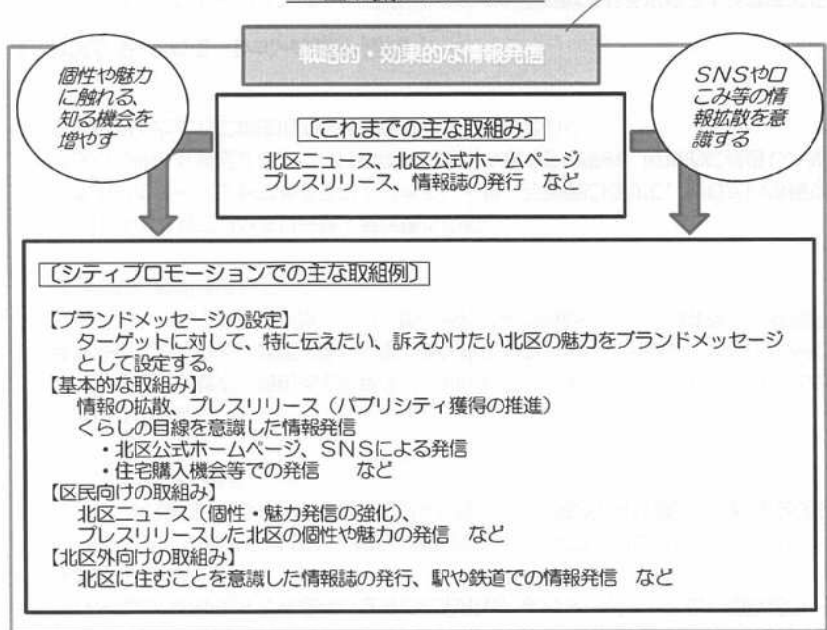 戦略的・効果的な情報発信
個性や魅力
に触れる、
知る機会を
増やす
SNSや口
こみ等の情
報拡散を意
識する
〔これまでの主な取組み〕
北区ニュース、北区公式ホームページ
プレスリリース、情報誌の発行 など
〔シティプロモーションでの主な取組例〕
【ブランドメッセージの設定】
ターゲットに対して、特に伝えたい、訴えかけたい北区の魅力をブランドメッセージ
として設定する。
【基本的な取組み】
情報の拡散、プレスリリース（パブリシティ獲得の推進）
くらしの目線を意識した情報発信
・北区公式ホームページ、SNSによる発信
・住宅購入機会等での発信 など
【区民向けの取組み】
北区ニュース（個性・魅力発信の強化）、
プレスリリースした北区の個性や魅力の発信 など
【北区外向けの取組み】
北区に住むことを意識した情報誌の発行、駅や鉄道での情報発信 など